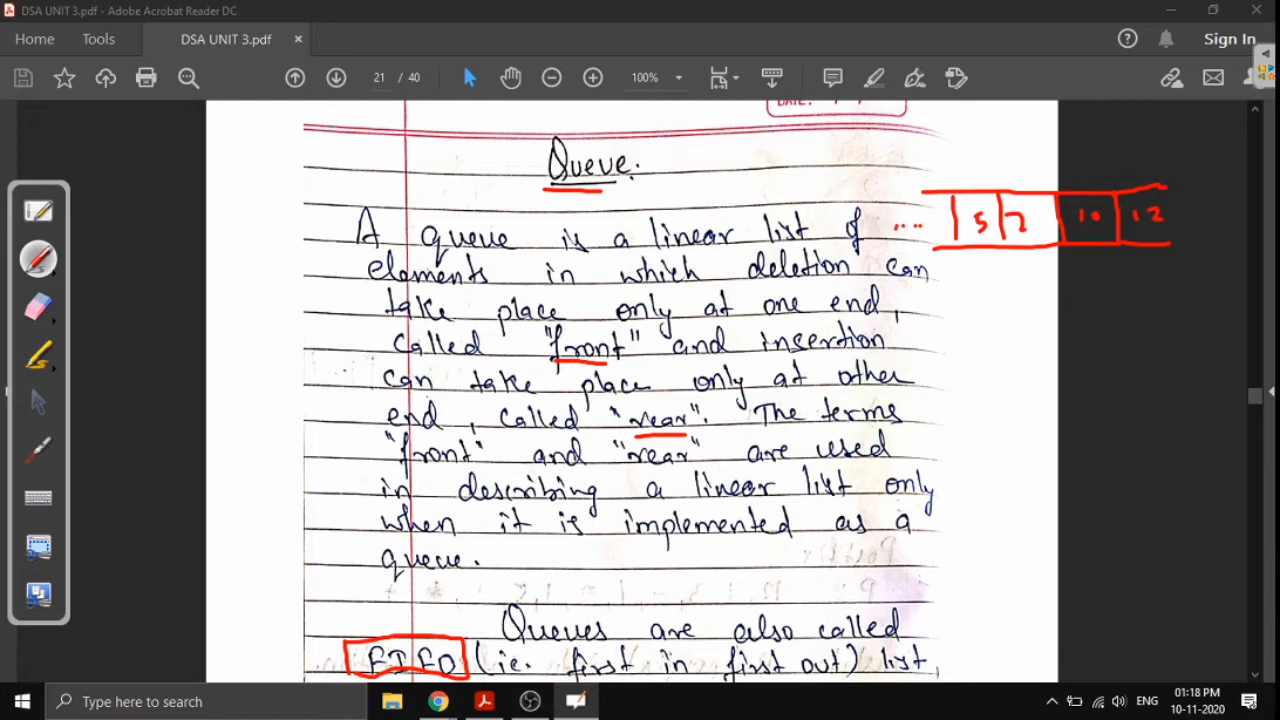 DSA UNIT 3.pdf - Adobe Acrobat Reader DC
Home Tools DSA UNIT 3.pdf × Sign In
21 / 40 100%
DATE:
Queue.
A queue is a linear list of .... 5 7 10 12
elements in which deletion can
take place only at one end,
called "front" and insertion
can take place only at other
end, called "rear". The terms
"front" and "rear" are used
in describing a linear list only
when it is implemented as a
queue.
Queues are also called
FIFO (ie. first in first out) list,
Type here to search
ENG
01:18 PM
10-11-2020